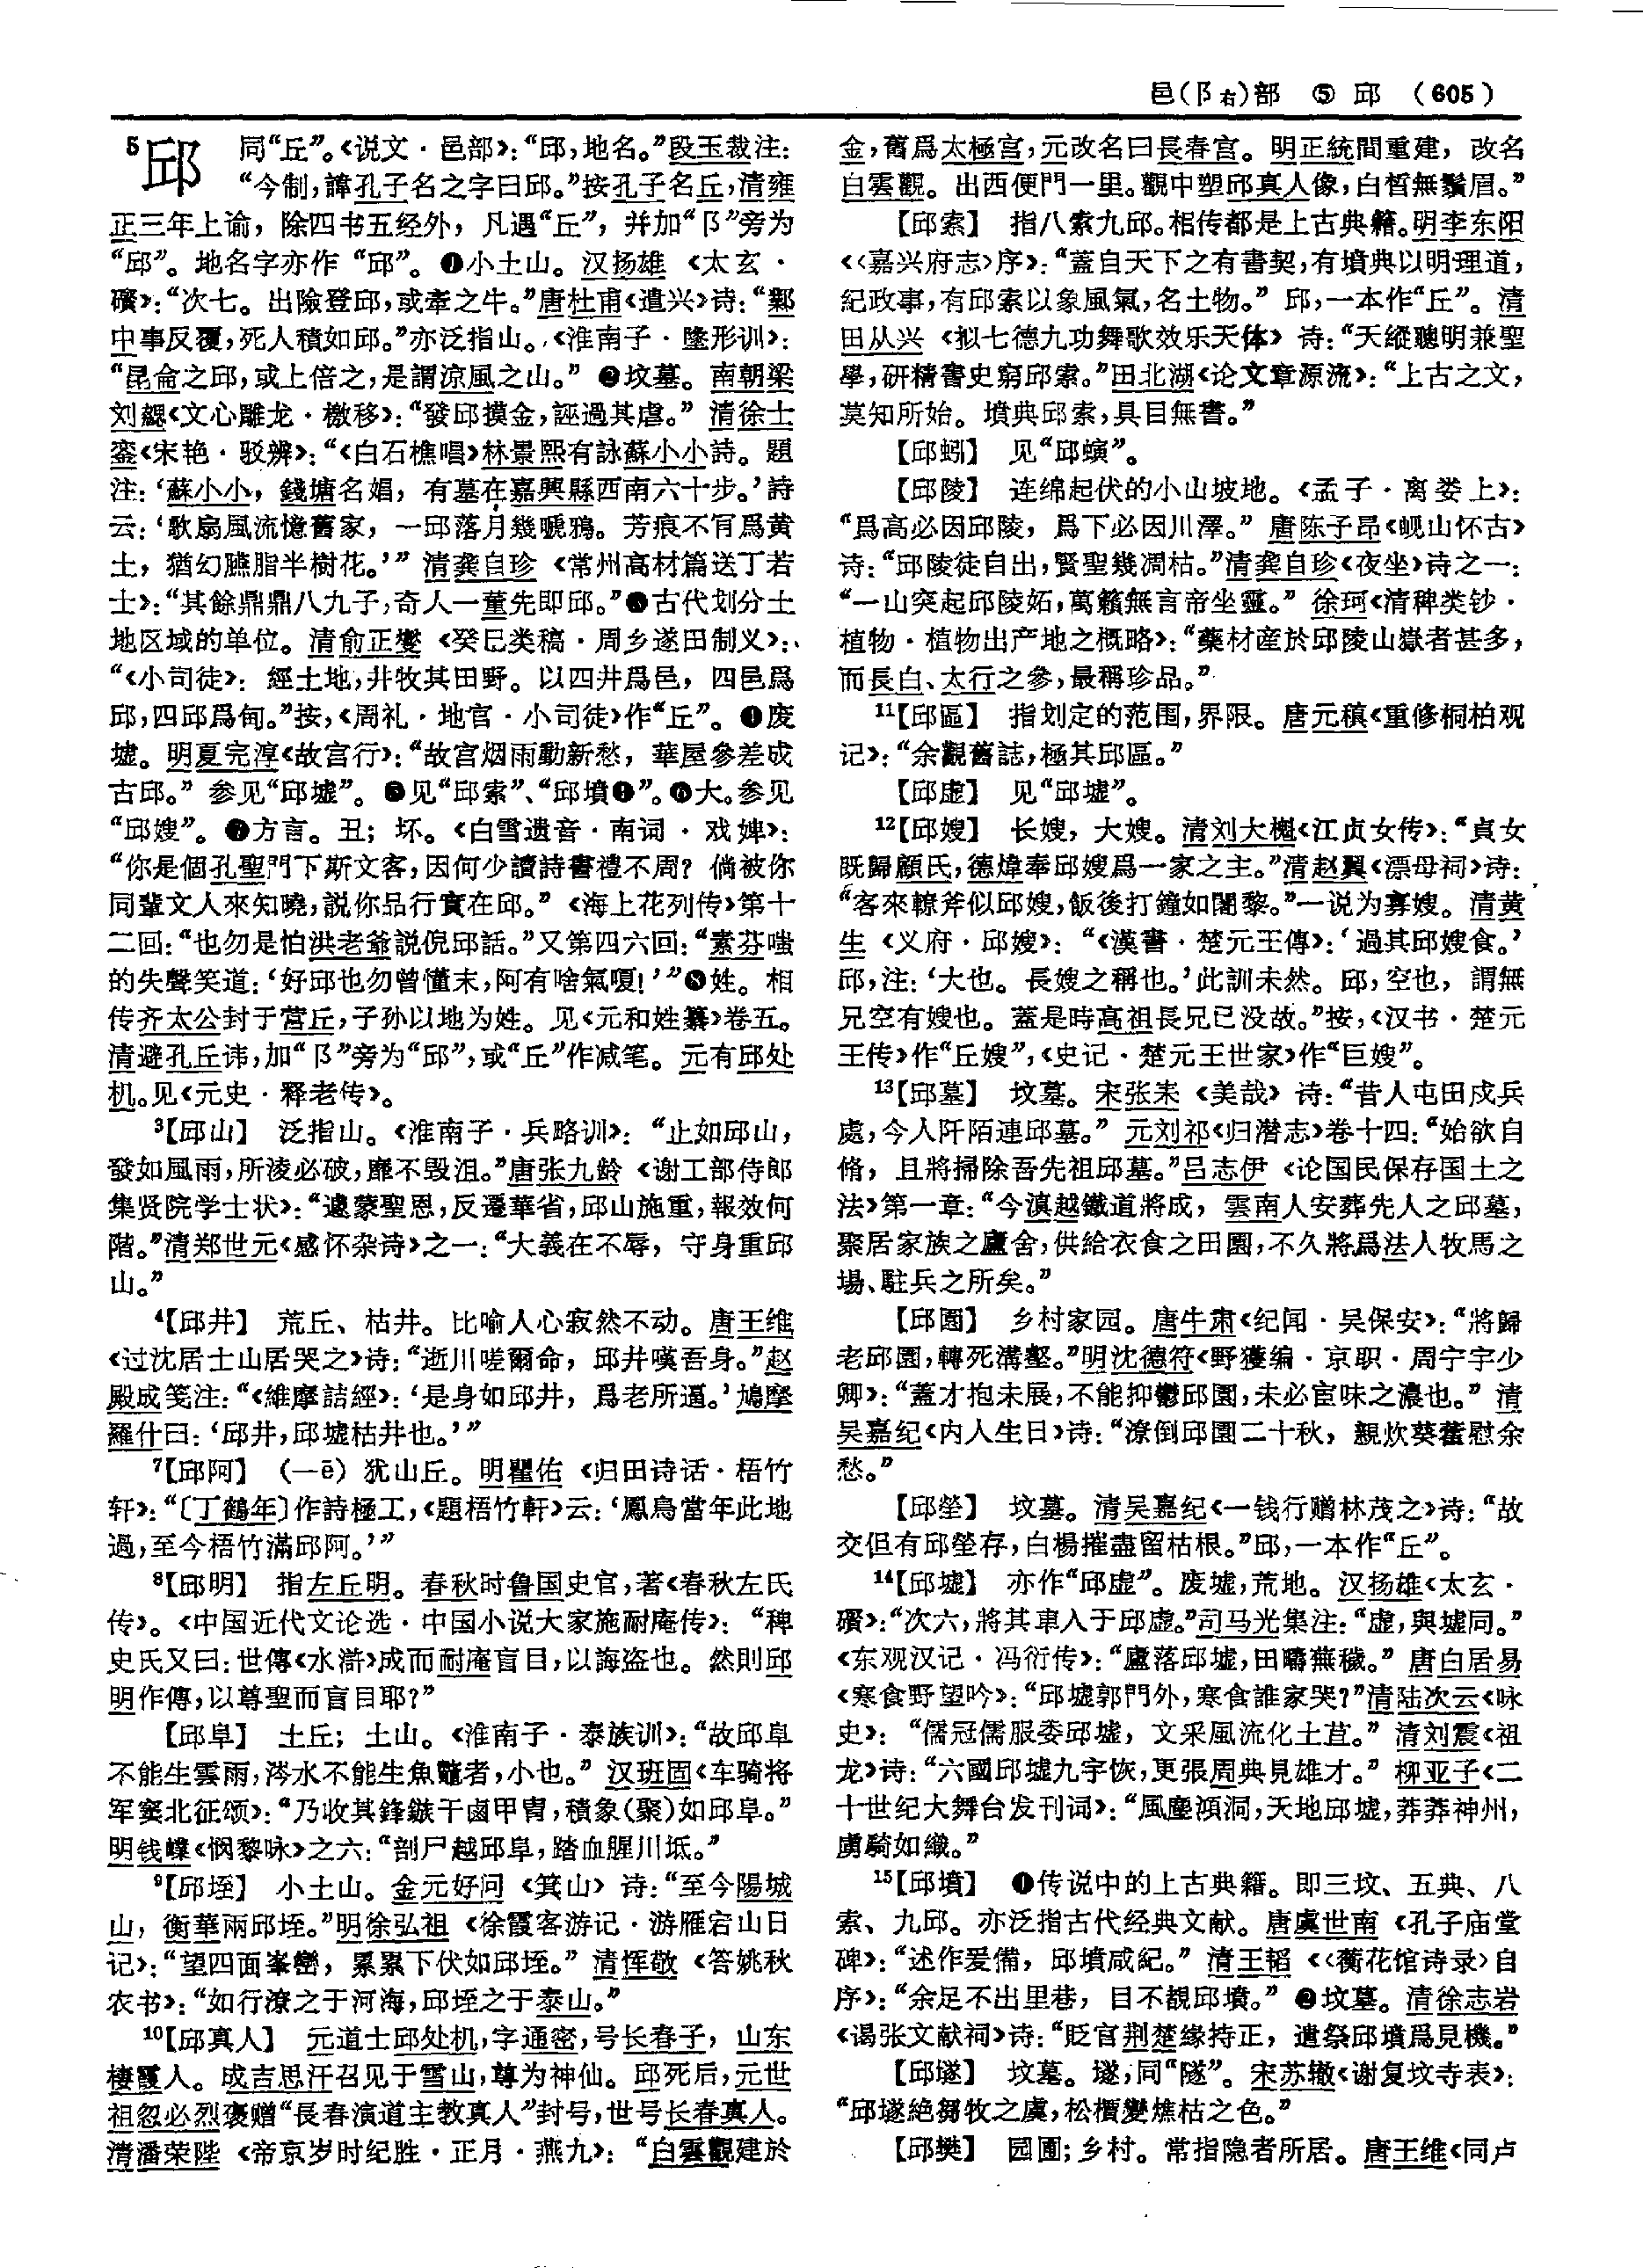 邑(阝右)部 ⑤ 邱 (605)
5邱 同“丘”。《说文·邑部》：“邱，地名。”段玉裁注：
“今制，諱孔子名之字曰邱。”按孔子名丘，清雍
正三年上谕，除四书五经外，凡遇“丘”，并加“阝”旁为
“邱”。地名字亦作“邱”。❶小土山。汉扬雄《太玄·
礥》：“次七。出險登邱，或牽之牛。”唐杜甫《遣兴》诗：“鄴
中事反覆，死人積如邱。”亦泛指山。《淮南子·墬形训》：
“昆侖之邱，或上倍之，是謂涼風之山。”❷坟墓。南朝梁
刘勰《文心雕龙·檄移》：“發邱摸金，誣過其虐。”清徐士
銮《宋艳·驳辨》：“《白石樵唱》林景熙有詠蘇小小詩。題
注：‘蘇小小，錢塘名娼，有墓在嘉興縣西南六十步。’詩
云：‘歌扇風流憶舊家，一邱落月幾嗁鴉。芳痕不肎爲黄
土，猶幻臙脂半樹花。’”清龚自珍《常州高材篇送丁若
士》：“其餘鼎鼎八九子，奇人一董先即邱。”❸古代划分土
地区域的单位。清俞正燮《癸巳类稿·周乡遂田制义》：
“《小司徒》：經土地，井牧其田野。以四井爲邑，四邑爲
邱，四邱爲甸。”按，《周礼·地官·小司徒》作“丘”。❹废
墟。明夏完淳《故宫行》：“故宫烟雨動新愁，華屋參差成
古邱。”参见“邱墟”。❺见“邱索”、“邱墳❶”。❻大。参见
“邱嫂”。❼方言。丑；坏。《白雪遗音·南词·戏婢》：
“你是個孔聖門下斯文客，因何少讀詩書禮不周？倘被你
同輩文人來知曉，説你品行實在邱。”《海上花列传》第十
二回：“也勿是怕洪老爺説倪邱話。”又第四六回：“素芬嗤
的失聲笑道：‘好邱也勿曾懂末，阿有啥氣嗄！’”❽姓。相
传齐太公封于营丘，子孙以地为姓。见《元和姓纂》卷五。
清避孔丘讳，加“阝”旁为“邱”，或“丘”作减笔。元有邱处
机。见《元史·释老传》。
3【邱山】 泛指山。《淮南子·兵略训》：“止如邱山，
發如風雨，所淩必破，靡不毁沮。”唐张九龄《谢工部侍郎
集贤院学士状》：“遽蒙聖恩，反遷華省，邱山施重，報效何
階。”清郑世元《感怀杂诗》之一：“大義在不辱，守身重邱
山。”
4【邱井】 荒丘、枯井。比喻人心寂然不动。唐王维
《过沈居士山居哭之》诗：“逝川嗟爾命，邱井嘆吾身。”赵
殿成笺注：“《維摩詰經》：‘是身如邱井，爲老所逼。’鳩摩
羅什曰：‘邱井，邱墟枯井也。’”
7【邱阿】 （一ē）犹山丘。明瞿佑《归田诗话·梧竹
轩》：“〔丁鶴年〕作詩極工，《題梧竹軒》云：‘鳳鳥當年此地
過，至今梧竹滿邱阿。’”
8【邱明】 指左丘明。春秋时鲁国史官，著《春秋左氏
传》。《中国近代文论选·中国小说大家施耐庵传》：“稗
史氏又曰：世傳《水滸》成而耐庵盲目，以誨盗也。然則邱
明作傳，以尊聖而盲目耶？”
【邱阜】 土丘；土山。《淮南子·泰族训》：“故邱阜
不能生雲雨，涔水不能生魚鼈者，小也。”汉班固《车骑将
军窦北征颂》：“乃收其鋒鏃干鹵甲冑，積象（聚）如邱阜。”
明钱嶫《悯黎咏》之六：“剖尸越邱阜，踏血腥川坻。”
9【邱垤】 小土山。金元好问《箕山》诗：“至今陽城
山，衡華兩邱垤。”明徐弘祖《徐霞客游记·游雁宕山日
记》：“望四面峯巒，累累下伏如邱垤。”清恽敬《答姚秋
农书》：“如行潦之于河海，邱垤之于泰山。”
10【邱真人】 元道士邱处机，字通密，号长春子，山东
棲霞人。成吉思汗召见于雪山，尊为神仙。邱死后，元世
祖忽必烈褒赠“長春演道主教真人”封号，世号长春真人。
清潘荣陛《帝京岁时纪胜·正月·燕九》：“白雲觀建於
金，舊爲太極宫，元改名曰長春宫。明正統間重建，改名
白雲觀。出西便門一里。觀中塑邱真人像，白晳無鬚眉。”
【邱索】 指八索九邱。相传都是上古典籍。明李东阳
《〈嘉兴府志〉序》：“蓋自天下之有書契，有墳典以明理道，
紀政事，有邱索以象風氣，名土物。”邱，一本作“丘”。清
田从兴《拟七德九功舞歌效乐天体》诗：“天縱聰明兼聖
學，研精書史窮邱索。”田北湖《论文章源流》：“上古之文，
莫知所始。墳典邱索，具目無書。”
【邱蚓】 见“邱螾”。
【邱陵】 连绵起伏的小山坡地。《孟子·离娄上》：
“爲高必因邱陵，爲下必因川澤。”唐陈子昂《岘山怀古》
诗：“邱陵徒自出，賢聖幾凋枯。”清龚自珍《夜坐》诗之一：
“一山突起邱陵妬，萬籟無言帝坐靈。”徐珂《清稗类钞·
植物·植物出产地之概略》：“藥材産於邱陵山嶽者甚多，
而長白、太行之參，最稱珍品。”
11【邱區】 指划定的范围，界限。唐元稹《重修桐柏观
记》：“余觀舊誌，極其邱區。”
【邱虚】 见“邱墟”。
12【邱嫂】 长嫂，大嫂。清刘大櫆《江贞女传》：“貞女
既歸顧氏，德煒奉邱嫂爲一家之主。”清赵翼《漂母祠》诗：
“客來轑斧似邱嫂，飯後打鐘如闍黎。”一说为寡嫂。清黄
生《义府·邱嫂》：“《漢書·楚元王傳》：‘過其邱嫂食。’
邱，注：‘大也。長嫂之稱也。’此訓未然。邱，空也，謂無
兄空有嫂也。蓋是時高祖長兄已没故。”按，《汉书·楚元
王传》作“丘嫂”，《史记·楚元王世家》作“巨嫂”。
13【邱墓】 坟墓。宋张耒《美哉》诗：“昔人屯田戍兵
處，今人阡陌連邱墓。”元刘祁《归潜志》卷十四：“始欲自
脩，且將掃除吾先祖邱墓。”吕志伊《论国民保存国土之
法》第一章：“今滇越鐵道將成，雲南人安葬先人之邱墓，
聚居家族之廬舍，供給衣食之田園，不久將爲法人牧馬之
場、駐兵之所矣。”
【邱園】 乡村家园。唐牛肃《纪闻·吴保安》：“將歸
老邱園，轉死溝壑。”明沈德符《野獲编·京职·周宁宇少
卿》：“蓋才抱未展，不能抑鬱邱園，未必宦味之濃也。”清
吴嘉纪《内人生日》诗：“潦倒邱園二十秋，親炊葵藿慰余
愁。”
【邱塋】 坟墓。清吴嘉纪《一钱行赠林茂之》诗：“故
交但有邱塋存，白楊摧盡留枯根。”邱，一本作“丘”。
14【邱墟】 亦作“邱虚”。废墟，荒地。汉扬雄《太玄·
礥》：“次六，將其車入于邱虚。”司马光集注：“虚，與墟同。”
《东观汉记·冯衍传》：“廬落邱墟，田疇蕪穢。”唐白居易
《寒食野望吟》：“邱墟郭門外，寒食誰家哭？”清陆次云《咏
史》：“儒冠儒服委邱墟，文采風流化土苴。”清刘震《祖
龙》诗：“六國邱墟九宇恢，更張周典見雄才。”柳亚子《二
十世纪大舞台发刊词》：“風塵澒洞，天地邱墟，莽莽神州，
虜騎如織。”
15【邱墳】 ❶传说中的上古典籍。即三坟、五典、八
索、九邱。亦泛指古代经典文献。唐虞世南《孔子庙堂
碑》：“述作爰備，邱墳咸紀。”清王韬《〈蘅花馆诗录〉自
序》：“余足不出里巷，目不覩邱墳。”❷坟墓。清徐志岩
《谒张文献祠》诗：“貶官荆楚緣持正，遺祭邱墳爲見機。”
【邱墜】 坟墓。墜，同“隧”。宋苏辙《谢复坟寺表》：
“邱墜絶芻牧之虞，松檟變燋枯之色。”
【邱樊】 园圃；乡村。常指隐者所居。唐王维《同卢